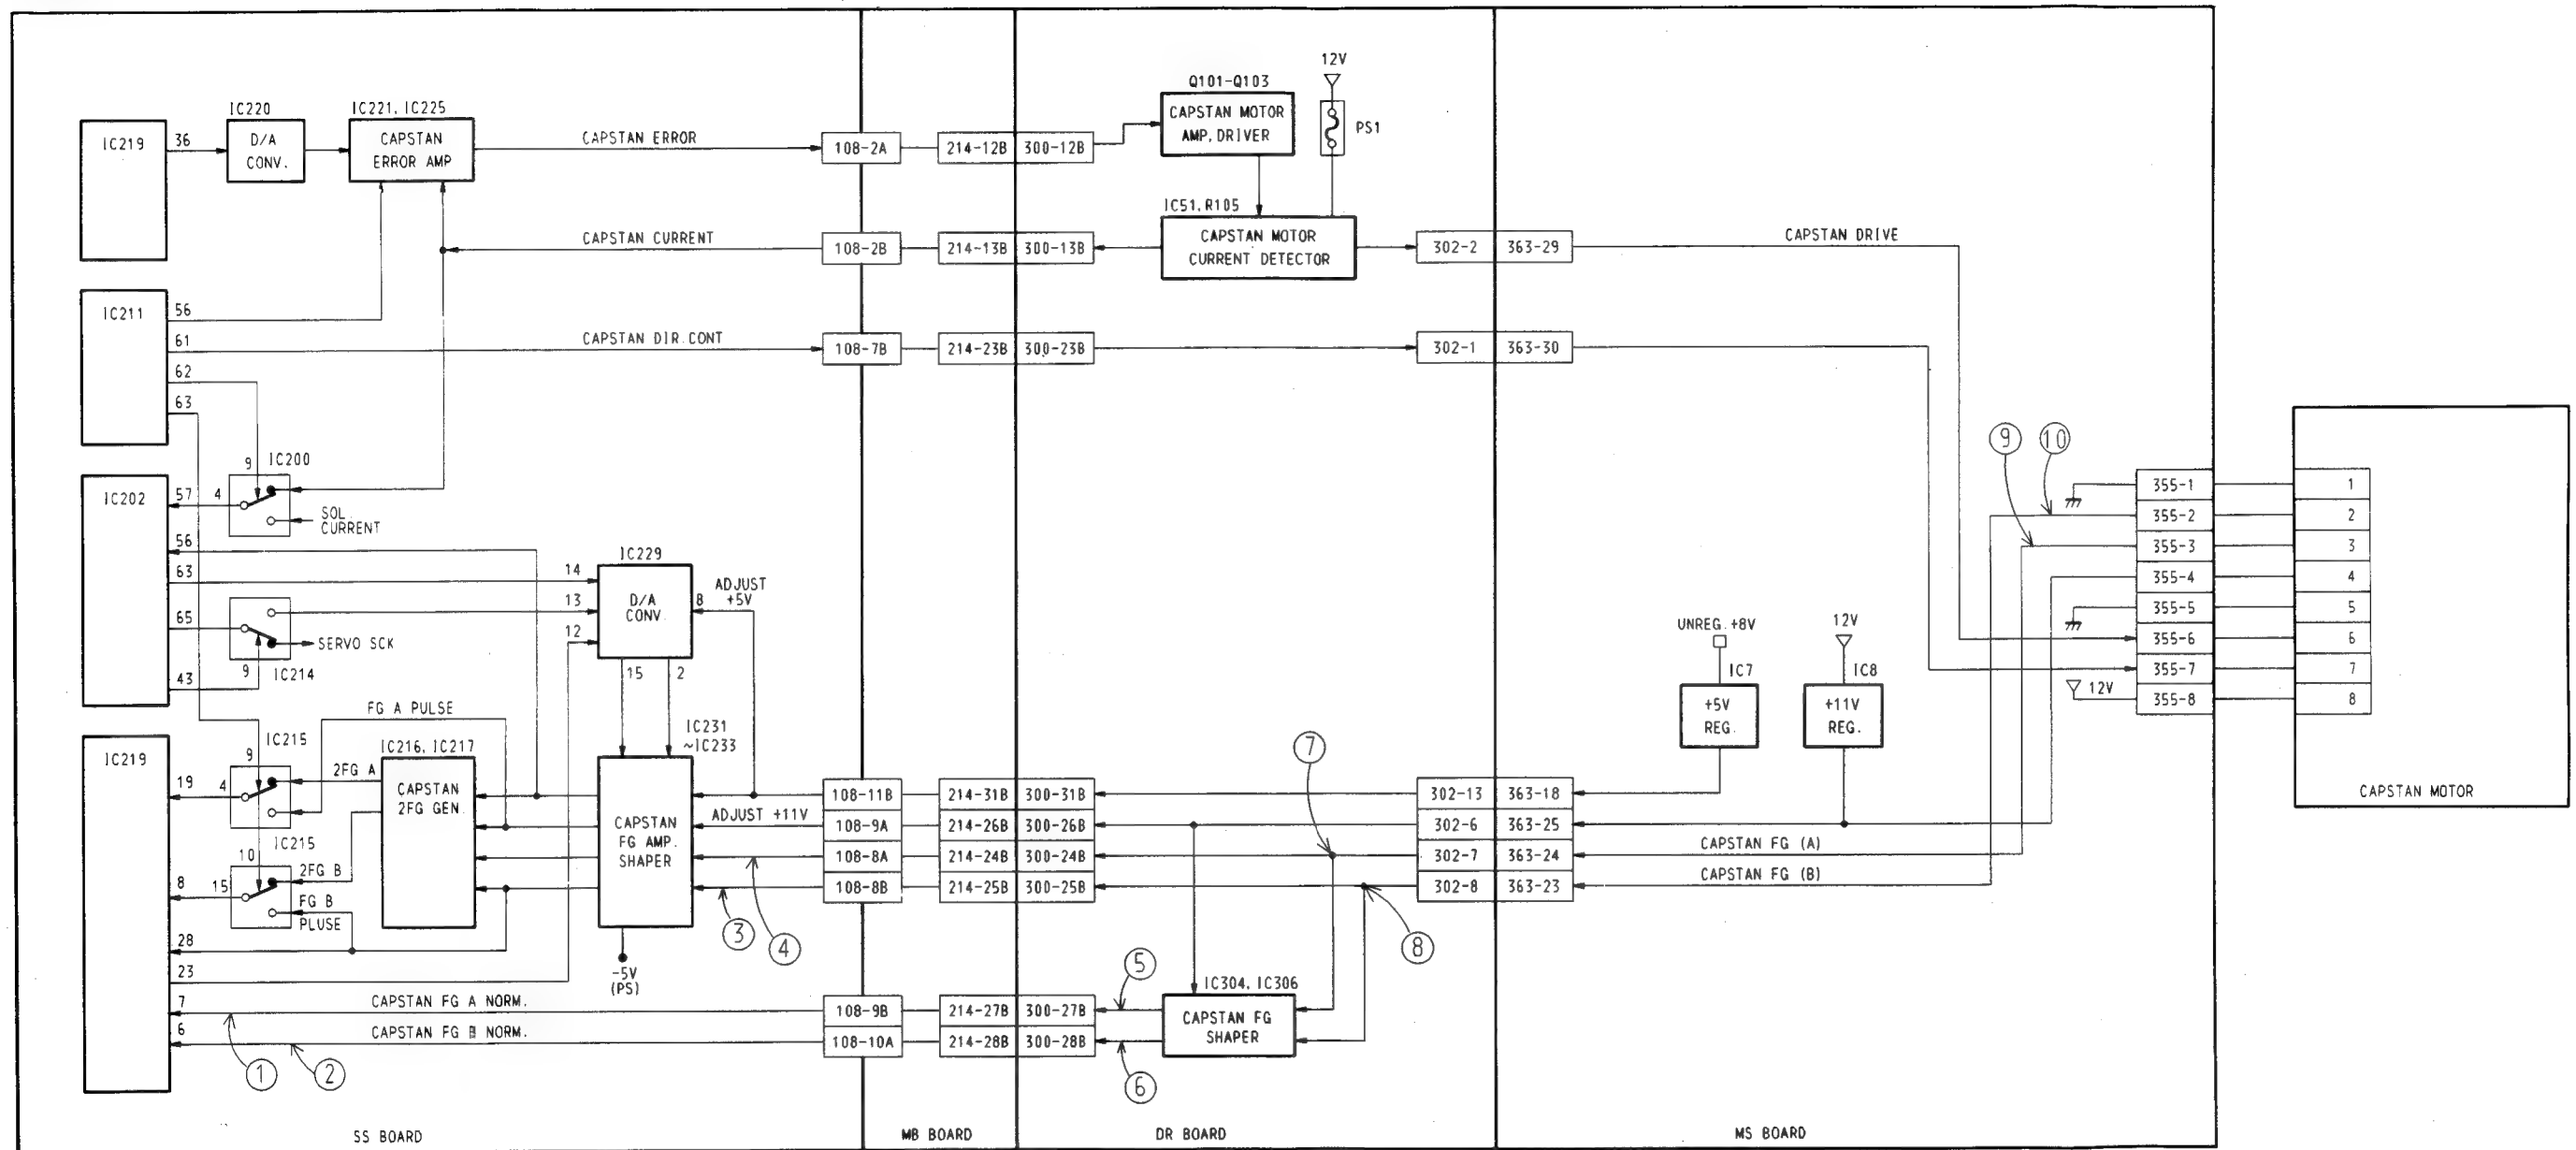 IC219
36
IC220
D/A
CONV.
IC221, IC225
CAPSTAN
ERROR AMP
CAPSTAN ERROR
108-2A
214-12B
300-12B
Q101-Q103
CAPSTAN MOTOR
AMP, DRIVER
12V
PS1
IC51, R105
CAPSTAN MOTOR
CURRENT DETECTOR
CAPSTAN CURRENT
108-2B
214-13B
300-13B
302-2
363-29
CAPSTAN DRIVE
IC211
56
61
62
63
CAPSTAN DIR.CONT
108-7B
214-23B
300-23B
302-1
363-30
IC202
57
56
63
65
43
9
IC200
4
SOL.
CURRENT
IC229
14
13
12
D/A
CONV.
8
ADJUST
+5V
15
2
SERVO SCK
9
IC214
FG A PULSE
IC219
19
8
28
23
7
6
IC215
9
4
2FG A
IC215
10
15
2FG B
FG B
PLUSE
IC216, IC217
CAPSTAN
2FG GEN.
IC231
~IC233
CAPSTAN
FG AMP.
SHAPER
-5V
(PS)
ADJUST +11V
108-11B
214-31B
300-31B
302-13
363-18
108-9A
214-26B
300-26B
302-6
363-25
108-8A
214-24B
300-24B
302-7
363-24
CAPSTAN FG (A)
108-8B
214-25B
300-25B
302-8
363-23
CAPSTAN FG (B)
3
4
7
8
UNREG.+8V
IC7
+5V
REG.
12V
IC8
+11V
REG.
CAPSTAN FG A NORM.
108-9B
214-27B
300-27B
CAPSTAN FG B NORM.
108-10A
214-28B
300-28B
1
2
5
6
IC304, IC306
CAPSTAN FG
SHAPER
9
10
355-1
1
355-2
2
355-3
3
355-4
4
355-5
5
355-6
6
355-7
7
12V
355-8
8
CAPSTAN MOTOR
SS BOARD
MB BOARD
DR BOARD
MS BOARD